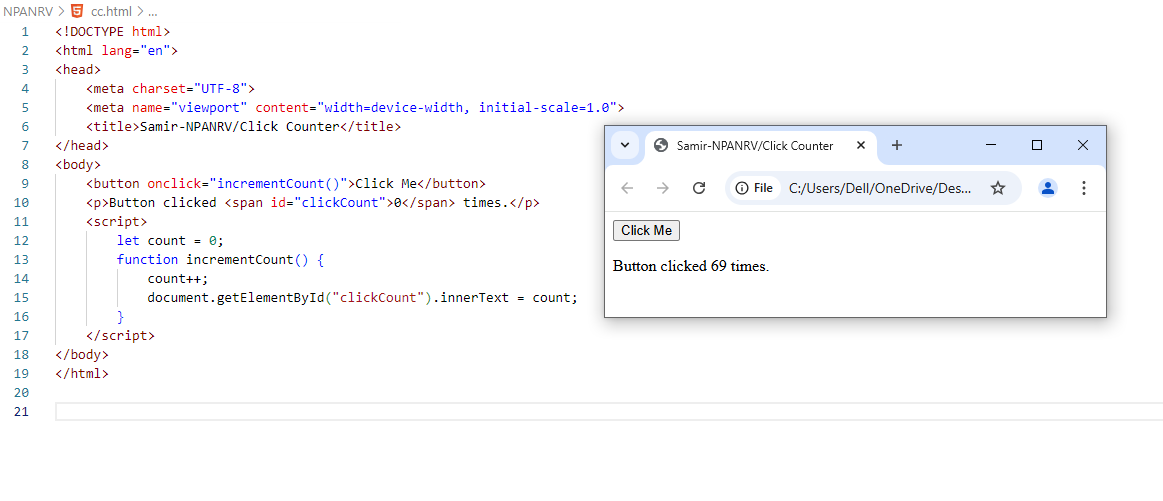 NPANRV > cc.html > ...
1 <!DOCTYPE html>
2 <html lang="en">
3 <head>
4 <meta charset="UTF-8">
5 <meta name="viewport" content="width=device-width, initial-scale=1.0">
6 <title>Samir-NPANRV/Click Counter</title>
7 </head>
8 <body>
9 <button onclick="incrementCount()">Click Me</button>
10 <p>Button clicked <span id="clickCount">0</span> times.</p>
11 <script>
12 let count = 0;
13 function incrementCount() {
14 count++;
15 document.getElementById("clickCount").innerText = count;
16 }
17 </script>
18 </body>
19 </html>
20
21
Samir-NPANRV/Click Counter
File C:/Users/Dell/OneDrive/Des...
Click Me
Button clicked 69 times.